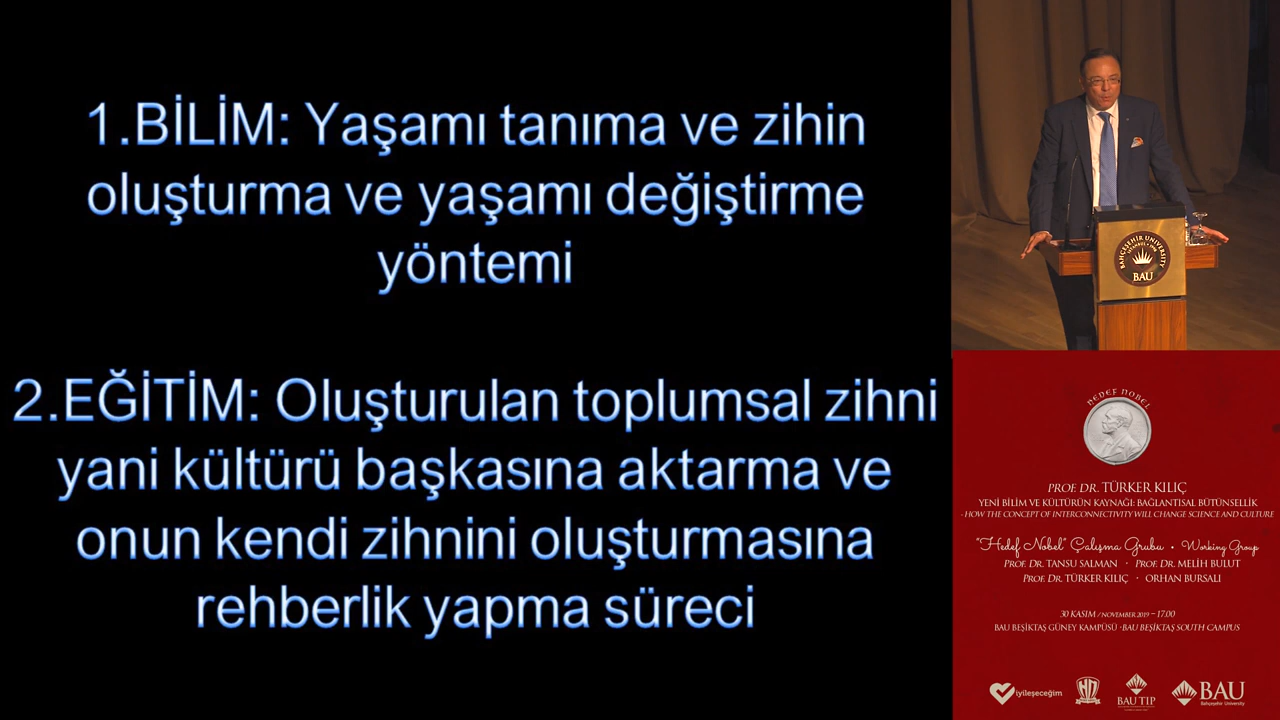 1.BİLİM: Yaşamı tanıma ve zihin
oluşturma ve yaşamı değiştirme
yöntemi
2.EĞİTİM: Oluşturulan toplumsal zihni
yani kültürü başkasına aktarma ve
onun kendi zihnini oluşturmasına
rehberlik yapma süreci
BAHÇEŞEHİR UNIVERSITY
BAU
HEDEF NOBEL
PROF. DR. TÜRKER KILIÇ
YENİ BİLİM VE KÜLTÜRÜN KAYNAĞI: BAĞLANTISAL BÜTÜNSELLİK
- HOW THE CONCEPT OF INTERCONNECTIVITY WILL CHANGE SCIENCE AND CULTURE
"Hedef Nobel" Çalışma Grubu • Working Group
PROF. DR. TANSU SALMAN • PROF. DR. MELİH BULUT
PROF. DR. TÜRKER KILIÇ • ORHAN BURSALI
30 KASIM / NOVEMBER 2019 – 17.00
BAU BEŞİKTAŞ GÜNEY KAMPÜSÜ - BAU BEŞİKTAŞ SOUTH CAMPUS
iyileşeceğim
BAU TIP
BAU
Bahçeşehir University